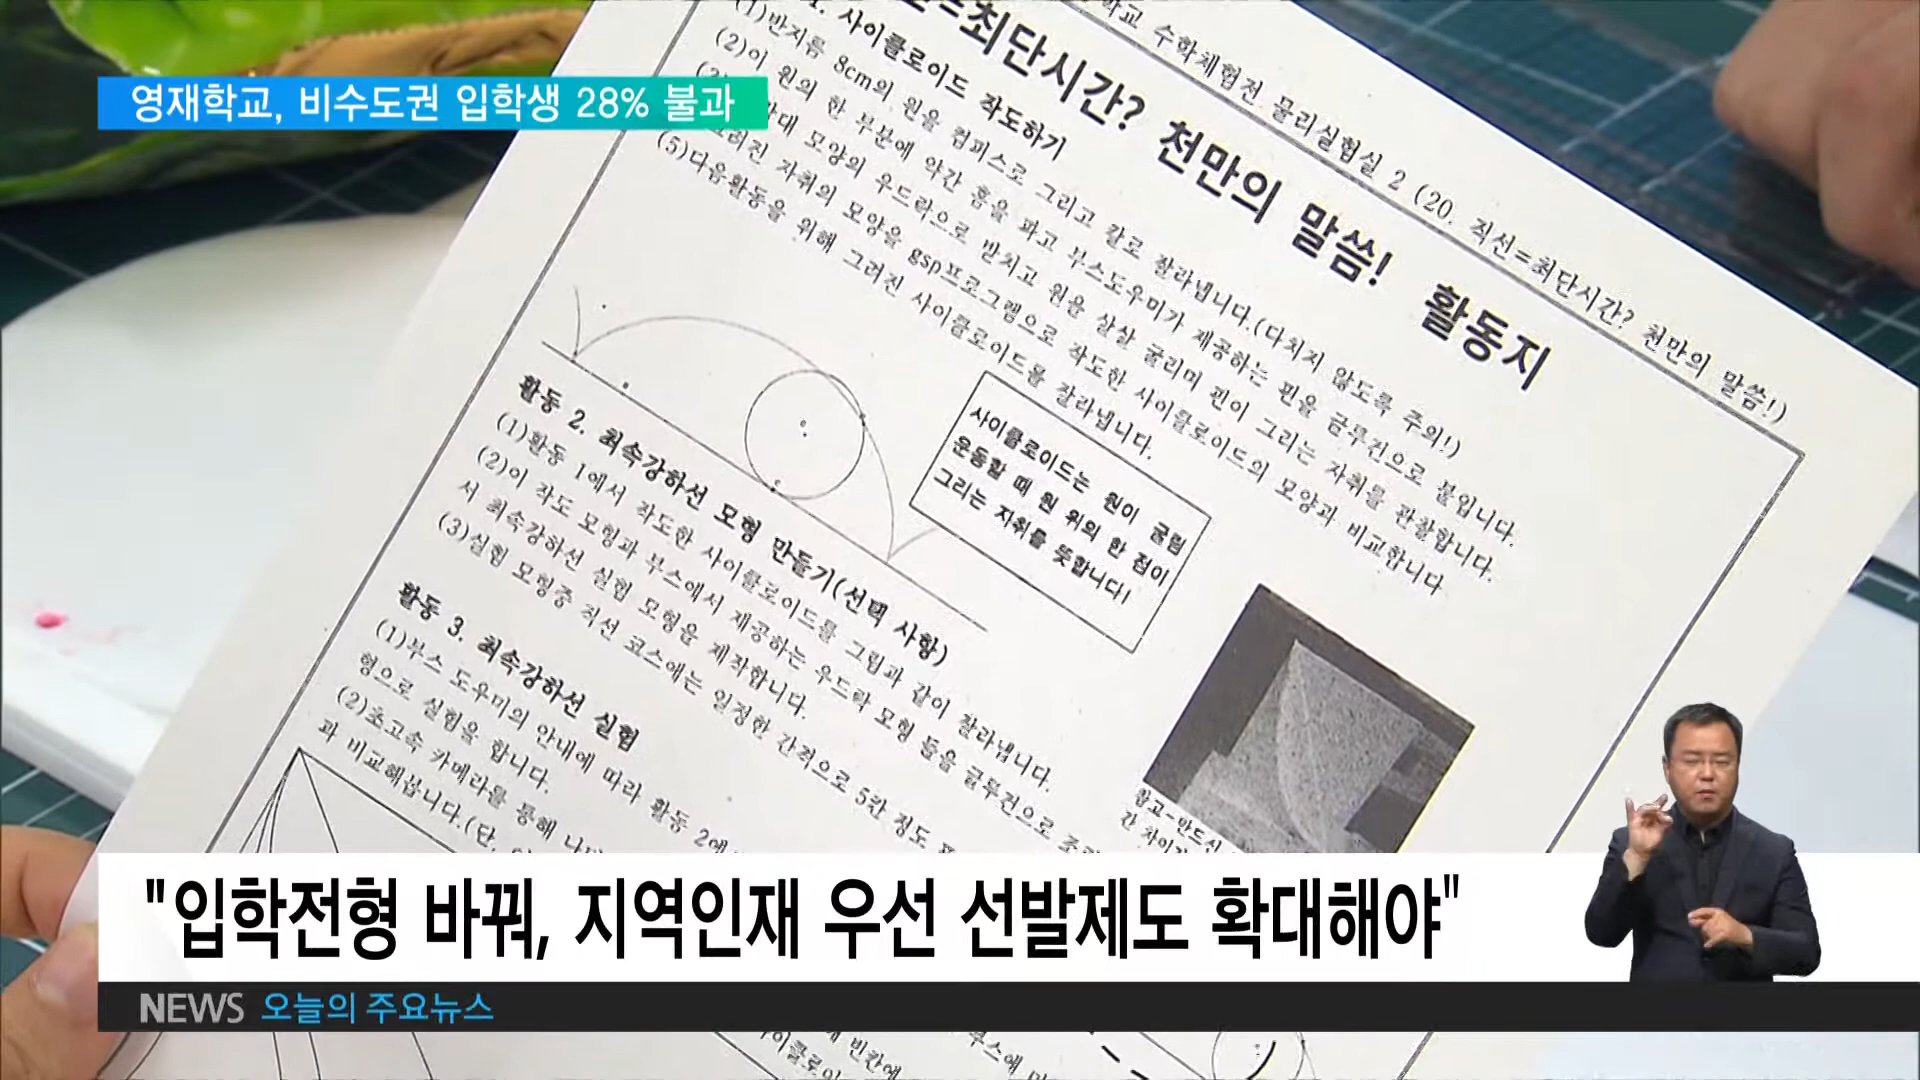 영재학교, 비수도권 입학생 28% 불과
학교 수학체험전 물리실험실 2 (20. 직선=최단시간? 천만의 말씀!)
=최단시간? 천만의 말씀! 활동지
1. 사이클로이드 작도하기
(1)반지름 8cm의 원을 컴퍼스로 그리고 칼로 잘라냅니다.(다치지 않도록 주의!)
(2)이 원의 한 부분에 약간 홈을 파고 부스도우미가 제공하는 핀을 글루건으로 붙입니다.
막대 모양의 우드락으로 받치고 원을 살살 굴리며 핀이 그리는 자취를 관찰합니다.
그려진 자취의 모양을 gsp프로그램으로 작도한 사이클로이드의 모양과 비교합니다.
(5)다음활동을 위해 그려진 사이클로이드를 잘라냅니다.
사이클로이드는 원이 굴림
운동할 때 원 위의 한 점이
그리는 자취를 뜻합니다!
활동 2. 최속강하선 모형 만들기(선택 사항)
(1)활동 1에서 작도한 사이클로이드를 그림과 같이 잘라냅니다.
(2)이 작도 모형과 부스에서 제공하는 우드락 모형 등을 글루건으로
서 최속강하선 실험 모형을 제작합니다.
(3)실험 모형중 직선 코스에는 일정한 간격으로 5칸 정도
활동 3. 최속강하선 실험
(1)부스 도우미의 안내에 따라 활동 2에
형으로 실험을 합니다.
(2)초고속 카메라를 통해
과 비교해봅니다.(단,
"입학전형 바꿔, 지역인재 우선 선발제도 확대해야"
NEWS 오늘의 주요뉴스